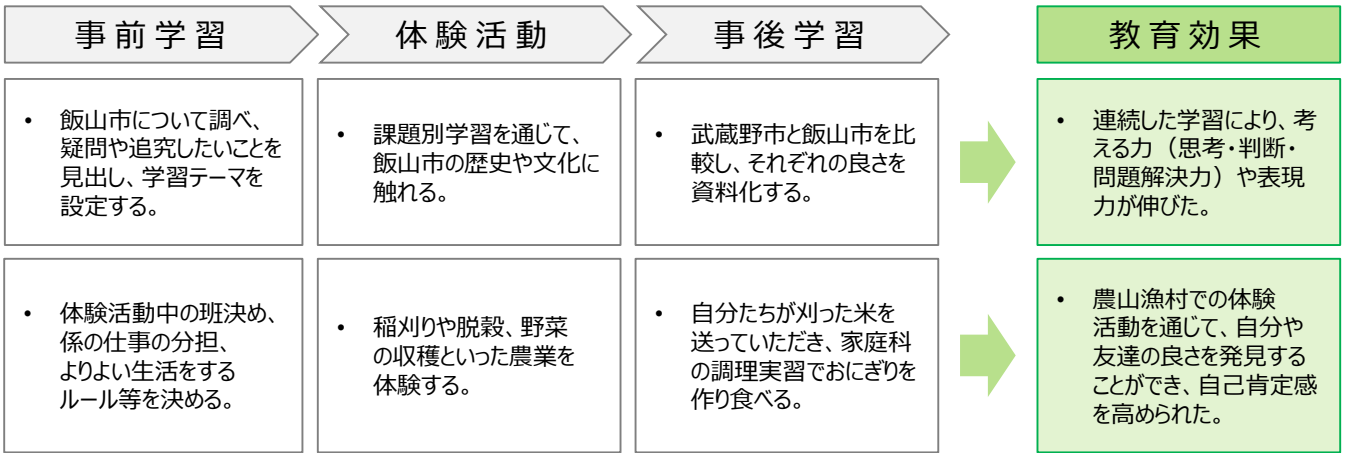 事前学習
体験活動
事後学習
教育効果
• 飯山市について調べ、
疑問や追究したいことを
見出し、学習テーマを
設定する。
• 課題別学習を通じて、
飯山市の歴史や文化に
触れる。
• 武蔵野市と飯山市を比
較し、それぞれの良さを
資料化する。
• 連続した学習により、考
える力（思考・判断・
問題解決力）や表現
力が伸びた。
• 体験活動中の班決め、
係の仕事の分担、
よりよい生活をする
ルール等を決める。
• 稲刈りや脱穀、野菜
の収穫といった農業を
体験する。
• 自分たちが刈った米を
送っていただき、家庭科
の調理実習でおにぎりを
作り食べる。
• 農山漁村での体験
活動を通じて、自分や
友達の良さを発見する
ことができ、自己肯定感
を高められた。